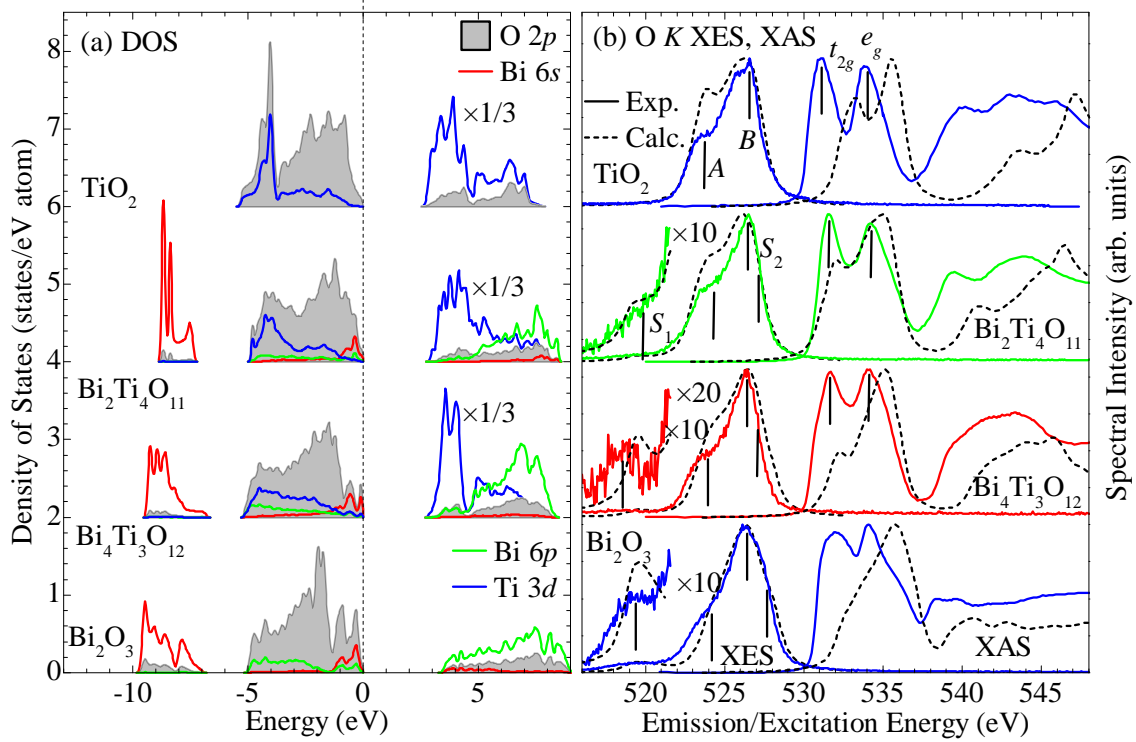 (a) DOS
O 2p
Bi 6s
×1/3
TiO2
×1/3
Bi2Ti4O11
×1/3
Bi4Ti3O12
Bi 6p
Ti 3d
Bi2O3
8
7
6
5
4
3
2
1
0
-10
-5
0
5
Energy (eV)
Density of States (states/eV atom)
(b) O K XES, XAS
t2g
eg
Exp.
Calc.
A
B
TiO2
×10
S1
S2
Bi2Ti4O11
×20
×10
Bi4Ti3O12
Bi2O3
×10
XES
XAS
520
525
530
535
540
545
Emission/Excitation Energy (eV)
Spectral Intensity (arb. units)